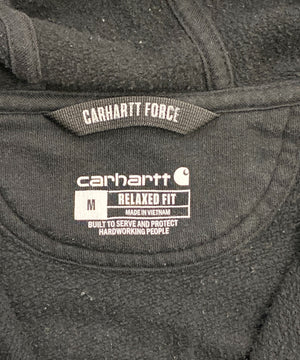 CARHARTT FORCE
carhartt
M RELAXED FIT
MADE IN VIETNAM
BUILT TO SERVE AND PROTECT
HARDWORKING PEOPLE